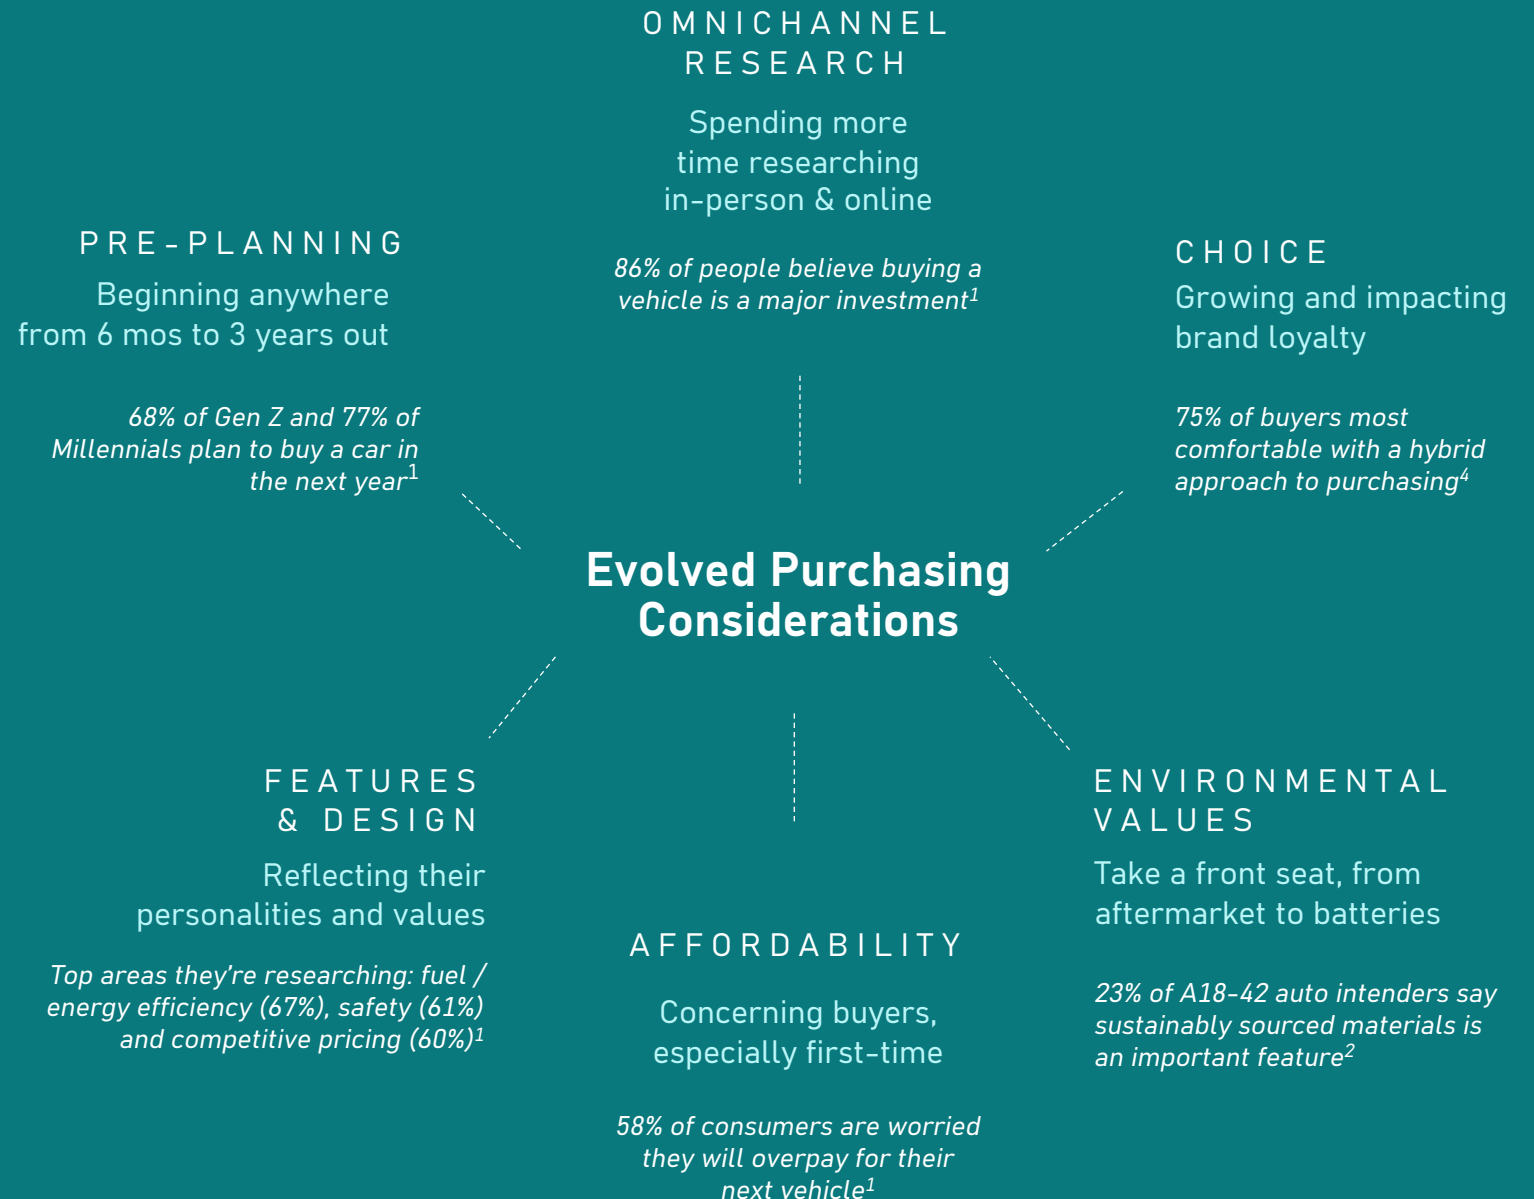 OMNICHANNEL
RESEARCH
Spending more
time researching
in-person & online
86% of people believe buying a
vehicle is a major investment1
PRE-PLANNING
Beginning anywhere
from 6 mos to 3 years out
68% of Gen Z and 77% of
Millennials plan to buy a car in
the next year1
CHOICE
Growing and impacting
brand loyalty
75% of buyers most
comfortable with a hybrid
approach to purchasing4
Evolved Purchasing
Considerations
FEATURES
& DESIGN
Reflecting their
personalities and values
Top areas they're researching: fuel /
energy efficiency (67%), safety (61%)
and competitive pricing (60%)1
AFFORDABILITY
Concerning buyers,
especially first-time
58% of consumers are worried
they will overpay for their
next vehicle1
ENVIRONMENTAL
VALUES
Take a front seat, from
aftermarket to batteries
23% of A18-42 auto intenders say
sustainably sourced materials is
an important feature2